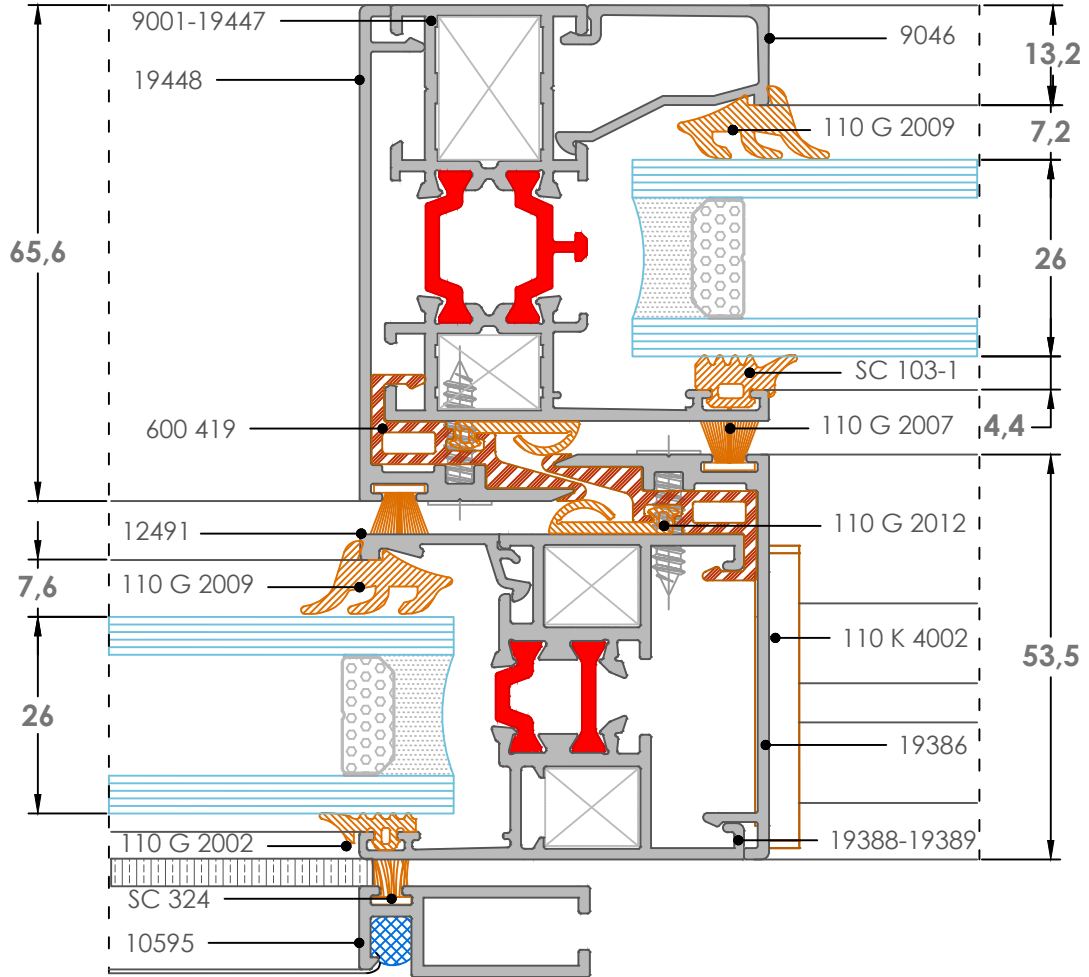 9001-19447
9046
13,2
19448
110 G 2009
7,2
65,6
26
SC 103-1
600 419
110 G 2007
4,4
12491
110 G 2012
110 G 2009
7,6
110 K 4002
53,5
26
19386
110 G 2002
19388-19389
SC 324
10595